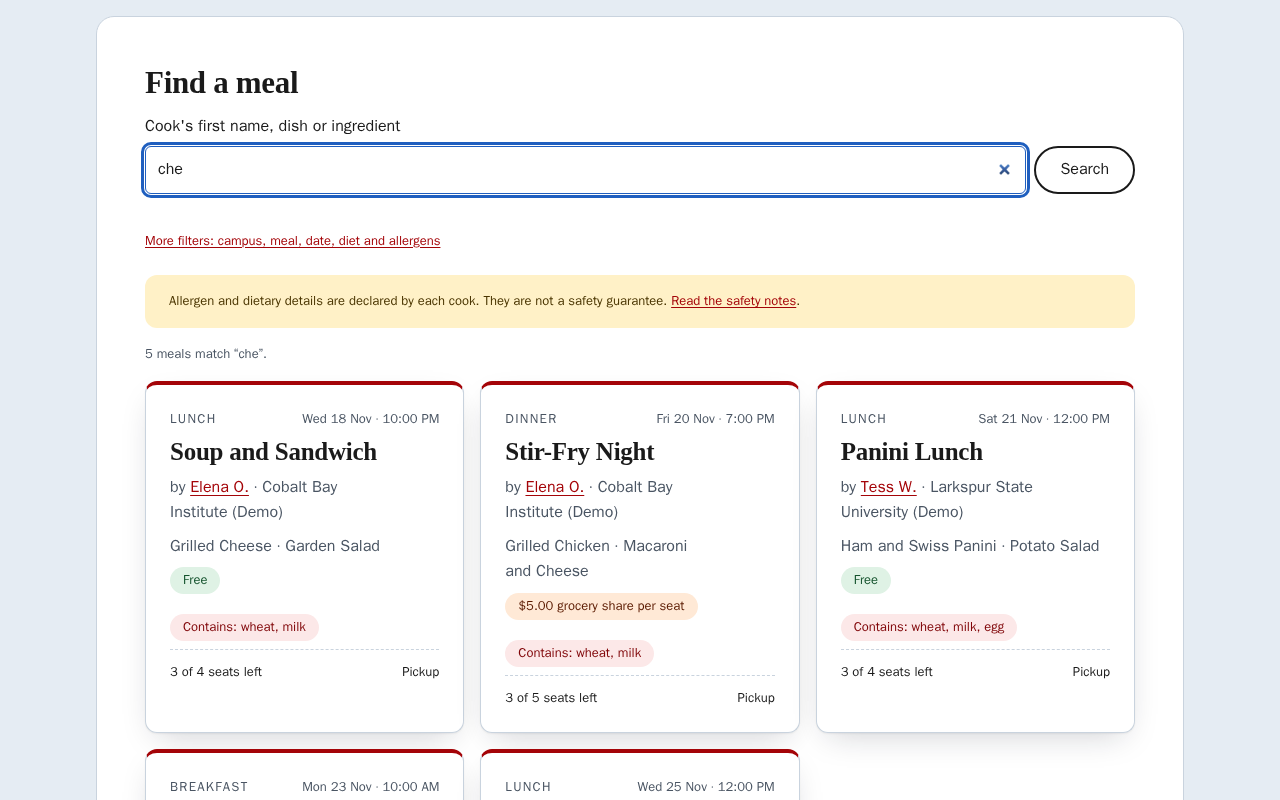 Find a meal
Cook's first name, dish or ingredient
che
Search
More filters: campus, meal, date, diet and allergens
Allergen and dietary details are declared by each cook. They are not a safety guarantee. Read the safety notes.
5 meals match “che”.
LUNCH Wed 18 Nov · 10:00 PM
Soup and Sandwich
by Elena O. · Cobalt Bay
Institute (Demo)
Grilled Cheese · Garden Salad
Free
Contains: wheat, milk
3 of 4 seats left Pickup
DINNER Fri 20 Nov · 7:00 PM
Stir-Fry Night
by Elena O. · Cobalt Bay
Institute (Demo)
Grilled Chicken · Macaroni
and Cheese
$5.00 grocery share per seat
Contains: wheat, milk
3 of 5 seats left Pickup
LUNCH Sat 21 Nov · 12:00 PM
Panini Lunch
by Tess W. · Larkspur State
University (Demo)
Ham and Swiss Panini · Potato Salad
Free
Contains: wheat, milk, egg
3 of 4 seats left Pickup
BREAKFAST Mon 23 Nov · 10:00 AM
LUNCH Wed 25 Nov · 12:00 PM